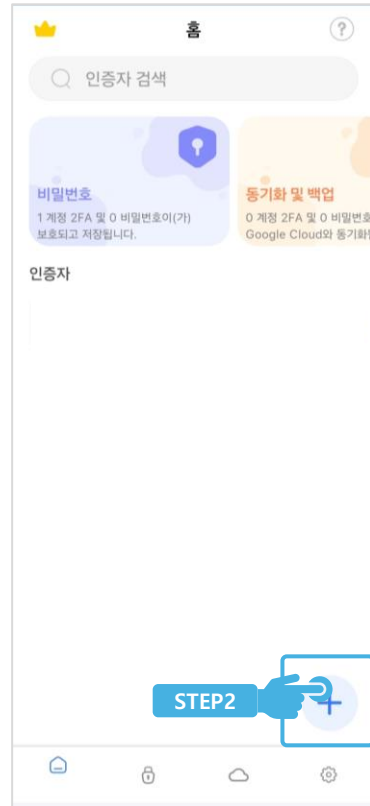 홈
?
인증자 검색
비밀번호
1 계정 2FA 및 0 비밀번호이(가)
보호되고 저장됩니다.
동기화 및 백업
0 계정 2FA 및 0 비밀번호
Google Cloud와 동기화
인증자
STEP2